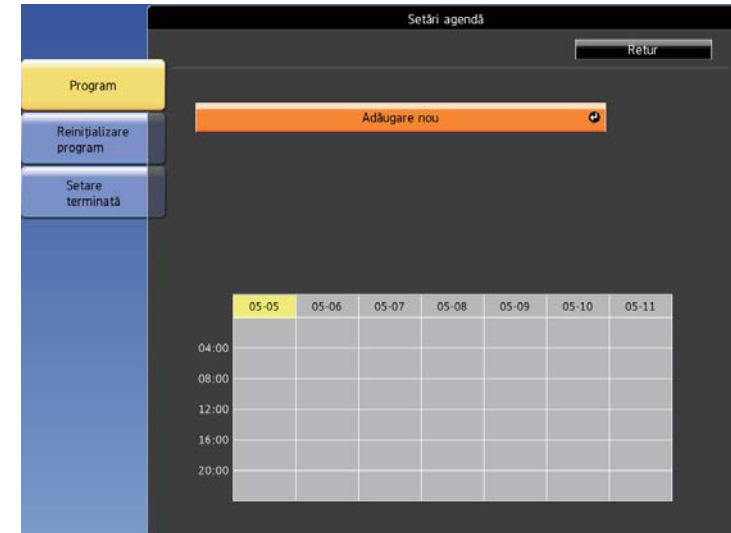 Setări agendă
Retur
Program
Adăugare nou
Reinițializare
program
Setare
terminată
05-05 05-06 05-07 05-08 05-09 05-10 05-11
04:00
08:00
12:00
16:00
20:00